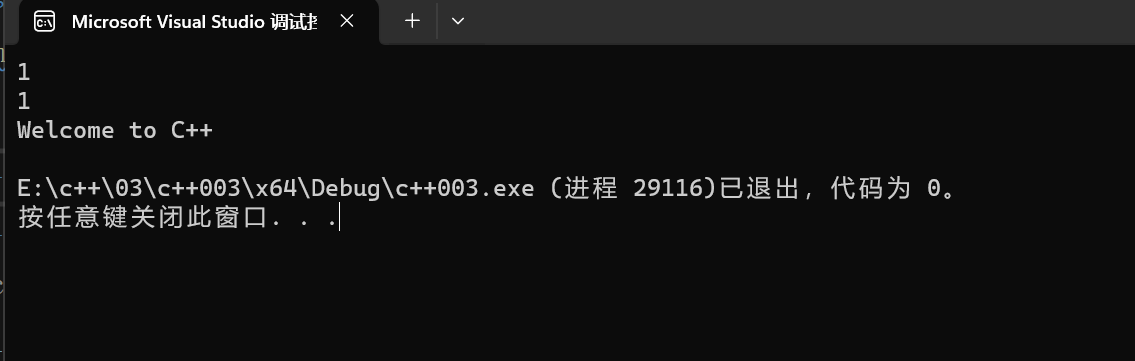 Microsoft Visual Studio 调试
1
1
Welcome to C++
E:\c++\03\c++003\x64\Debug\c++003.exe (进程 29116)已退出，代码为 0。
按任意键关闭此窗口. . .